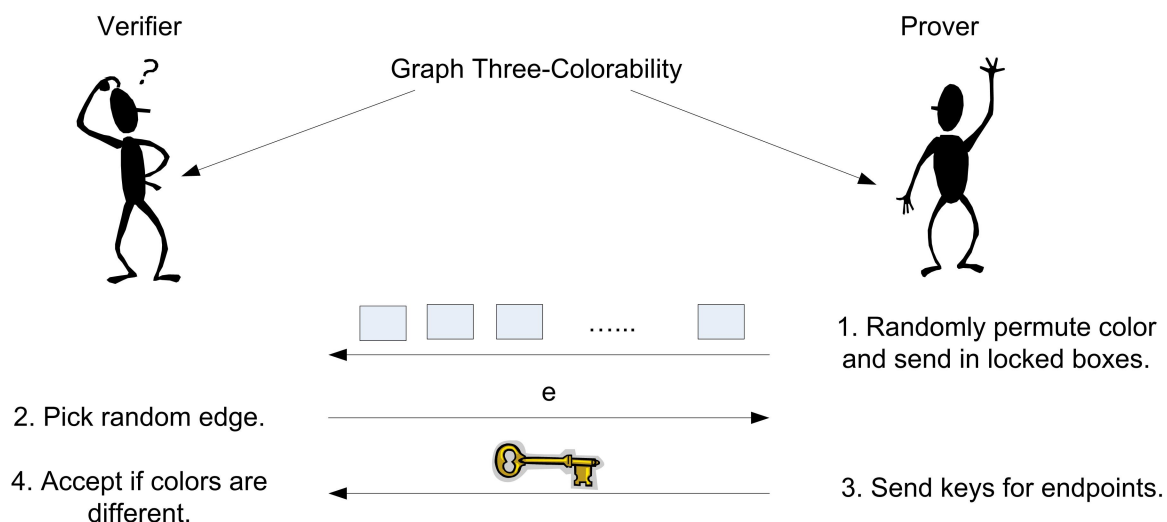 Verifier
Prover
?
Graph Three-Colorability
…...
1. Randomly permute color
and send in locked boxes.
e
2. Pick random edge.
4. Accept if colors are
different.
3. Send keys for endpoints.